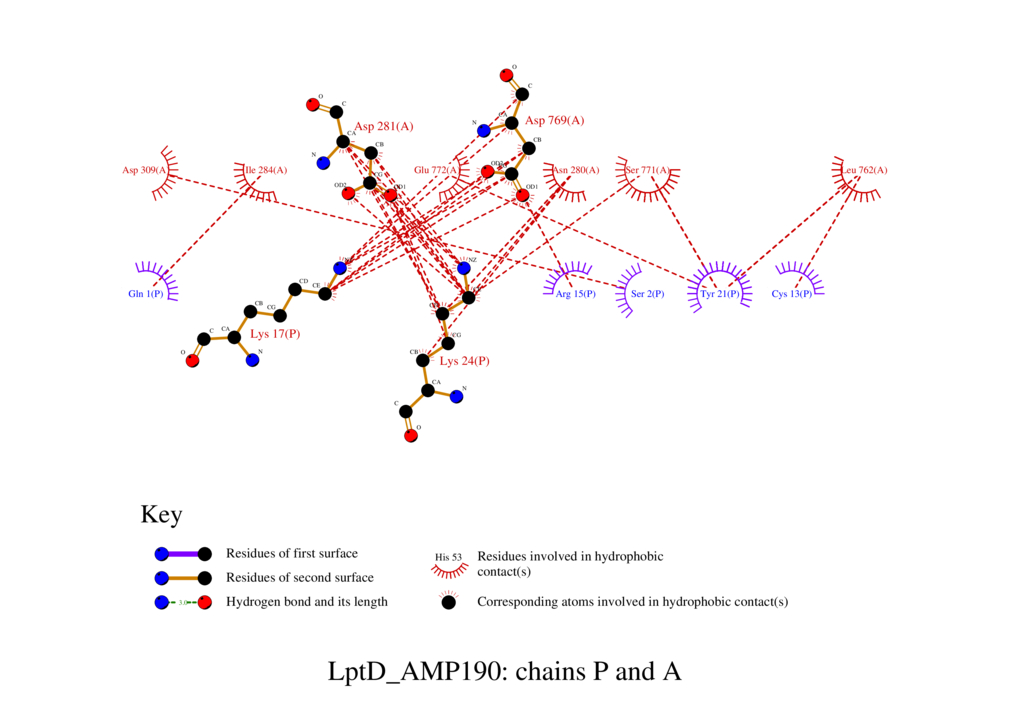 O
C
O
C
CA
Asp 281(A)
CB
N
N
CA
Asp 769(A)
CB
Asp 309(A)
Ile 284(A)
OD2
OD1
Glu 772(A)
OD1
Asn 280(A)
Ser 771(A)
Leu 762(A)
NZ
Gln 1(P)
CD
CE
Arg 15(P)
Ser 2(P)
Tyr 21(P)
Cys 13(P)
CB
CG
C
CA
Lys 17(P)
O
N
CG
CB
Lys 24(P)
CA
N
C
O
Key
Residues of first surface
Residues of second surface
3.0
Hydrogen bond and its length
His 53
Residues involved in hydrophobic
contact(s)
Corresponding atoms involved in hydrophobic contact(s)
LptD_AMP190: chains P and A